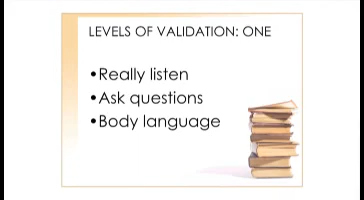 LEVELS OF VALIDATION: ONE
•Really listen
•Ask questions
•Body language